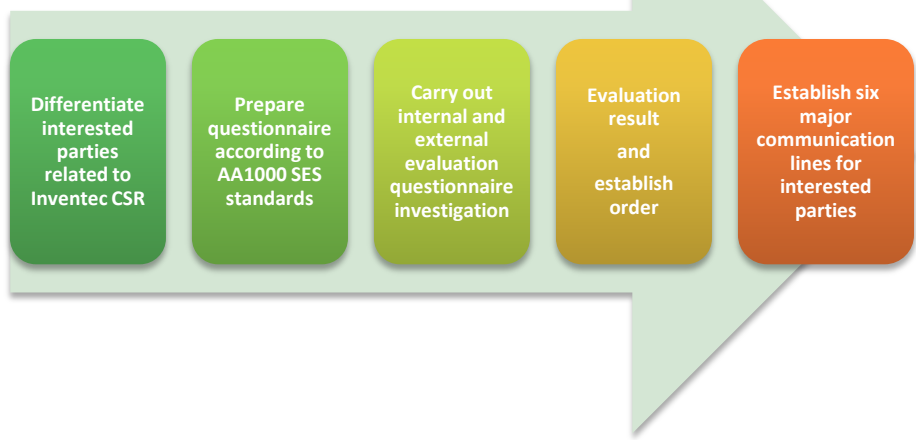 Differentiate
interested
parties
related to
Inventec CSR
Prepare
questionnaire
according to
AA1000 SES
standards
Carry out
internal and
external
evaluation
questionnaire
investigation
Evaluation
result
and
establish
order
Establish six
major
communication
lines for
interested
parties